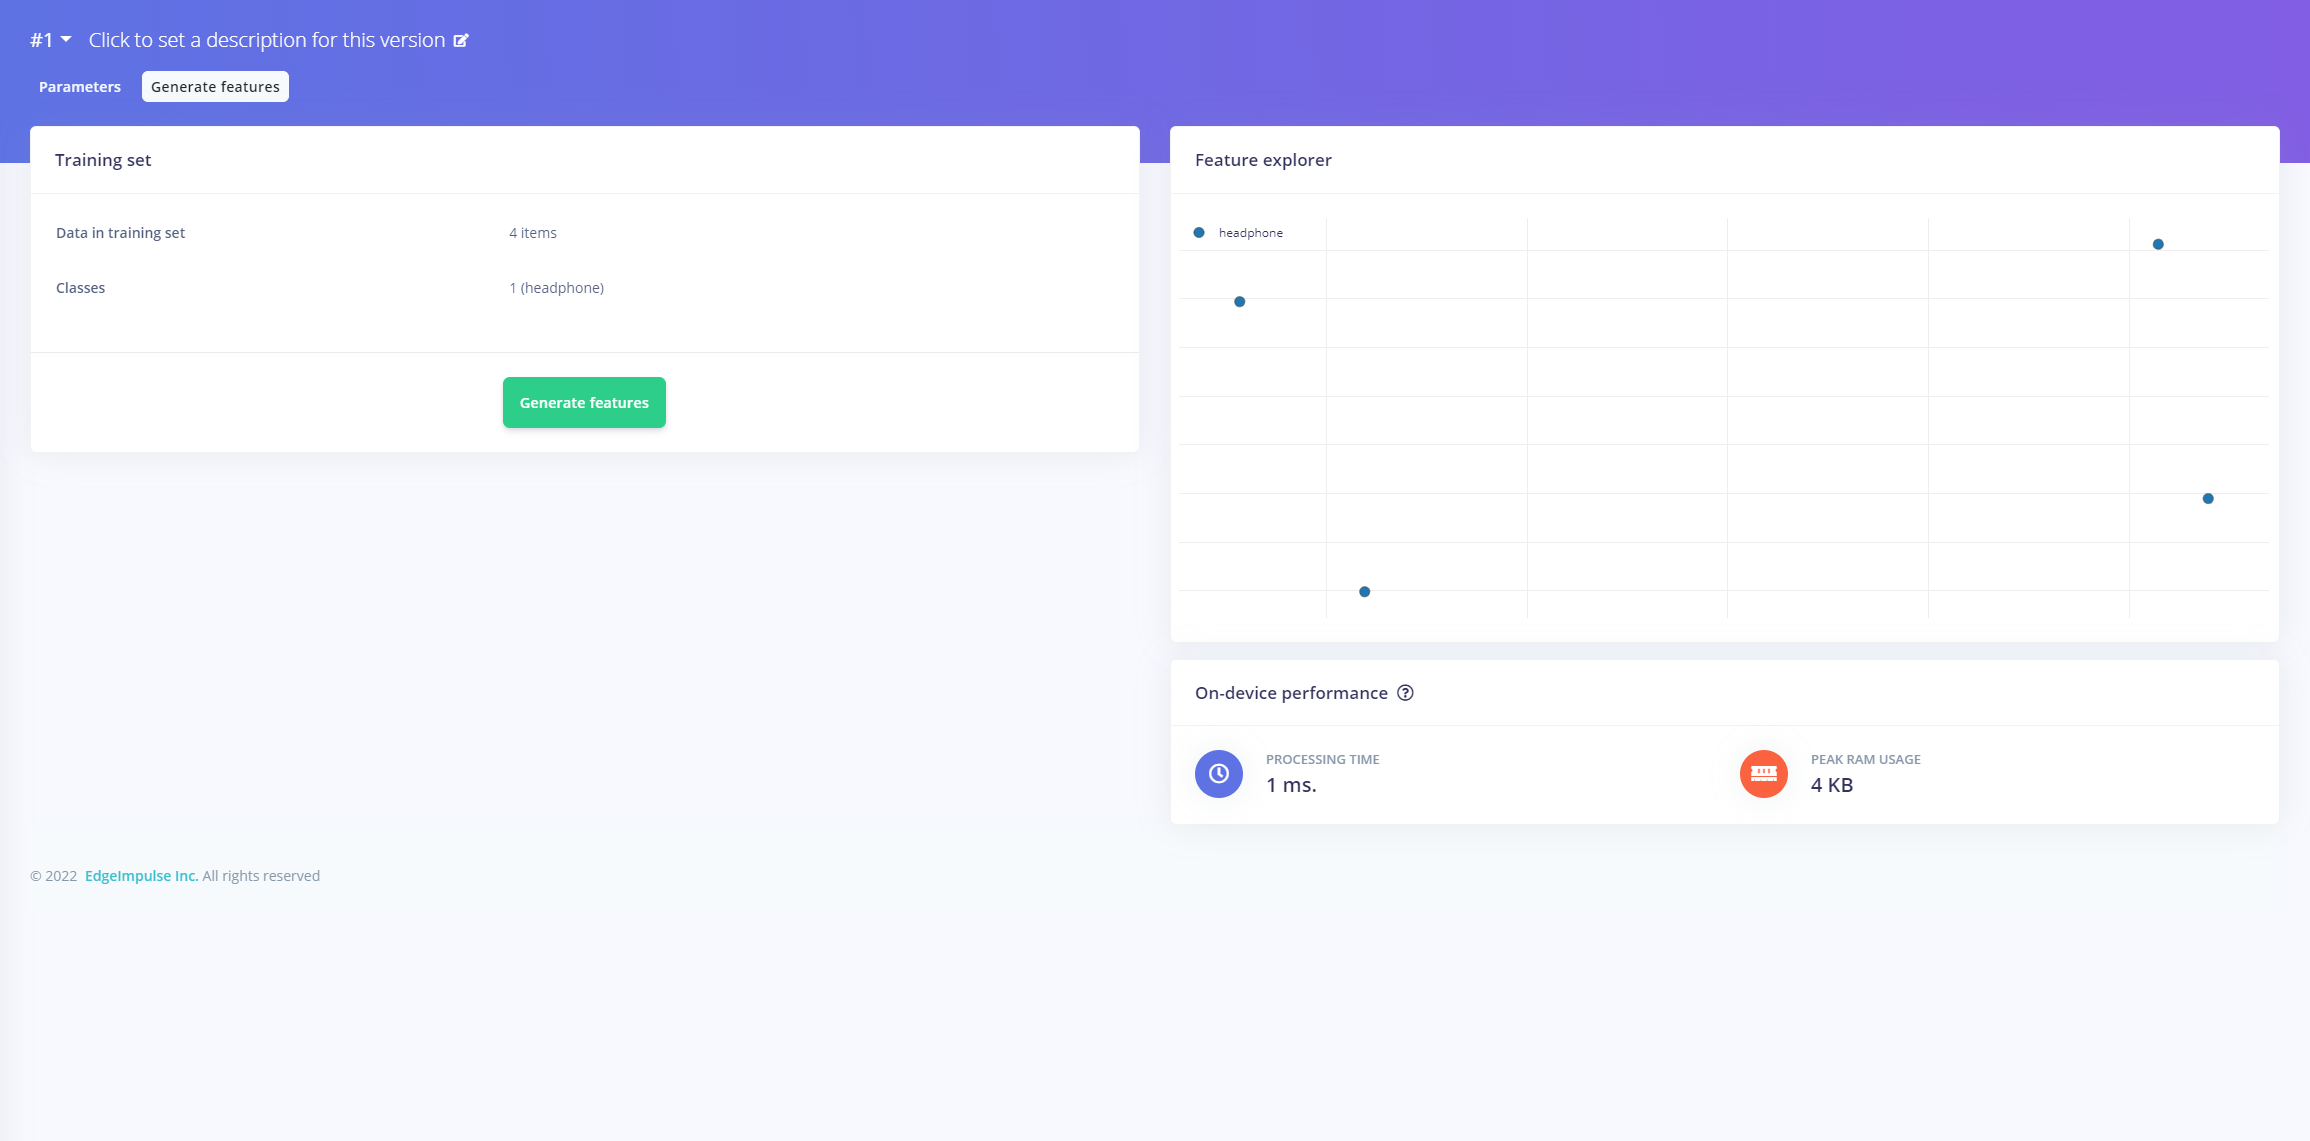 #1 Click to set a description for this version
Parameters Generate features
Training set
Data in training set 4 items
Classes 1 (headphone)
Generate features
Feature explorer
headphone
On-device performance
PROCESSING TIME
1 ms.
PEAK RAM USAGE
4 KB
© 2022 EdgeImpulse Inc. All rights reserved